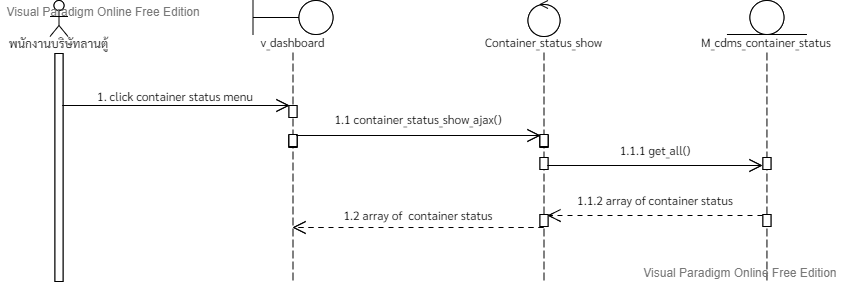 Visual Paradigm Online Free Edition
พนักงานบริษัทลานตู้
v_dashboard
Container_status_show
M_cdms_container_status
1. click container status menu
1.1 container_status_show_ajax()
1.1.1 get_all()
1.1.2 array of container status
1.2 array of container status
Visual Paradigm Online Free Edition